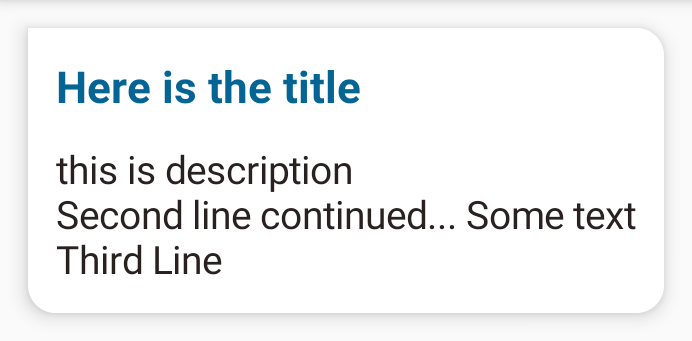 Here is the title
this is description
Second line continued... Some text
Third Line